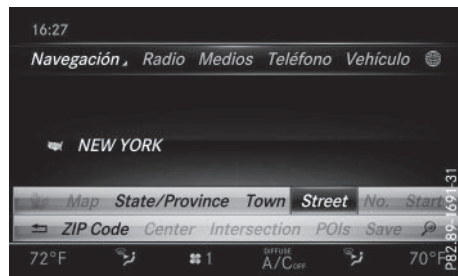 16:27
Navegación Radio Medios Teléfono Vehículo
NEW YORK
Map State/Province Town Street No. Start
ZIP Code Center Intersection POIs Save
72°F 1 DIFFUSE A/C OFF 70°F
P82.89-1691-31